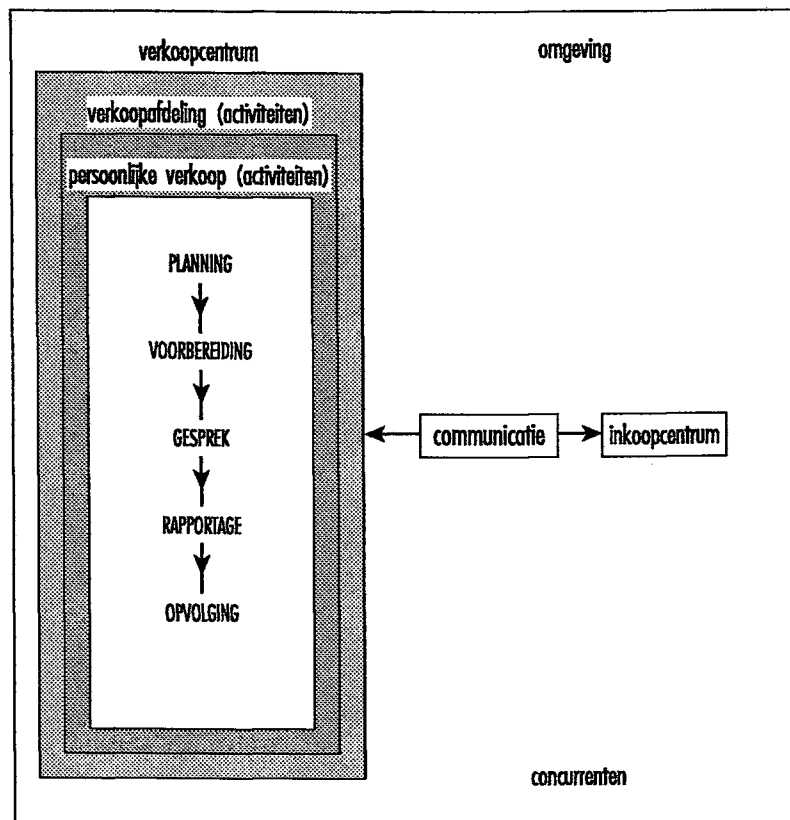 verkoopcentrum
omgeving
verkoopafdeling (activiteiten)
persoonlijke verkoop (activiteiten)
PLANNING
VOORBEREIDING
GESPREK
communicatie
inkoopcentrum
RAPPORTAGE
OPVOLGING
concurrenten